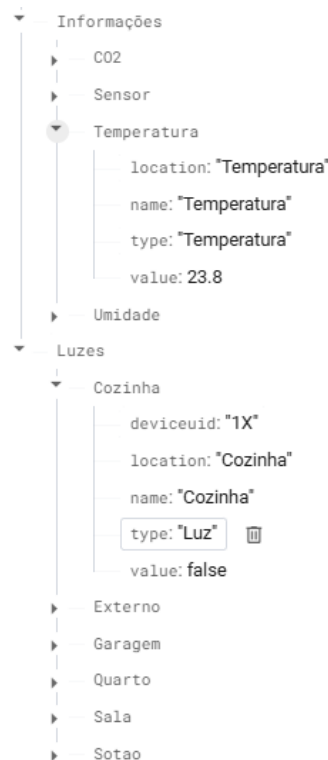 Informações
CO2
Sensor
Temperatura
location: "Temperatura"
name: "Temperatura"
type: "Temperatura"
value: 23.8
Umidade
Luzes
Cozinha
deviceuid: "1X"
location: "Cozinha"
name: "Cozinha"
type: "Luz"
value: false
Externo
Garagem
Quarto
Sala
Sotao